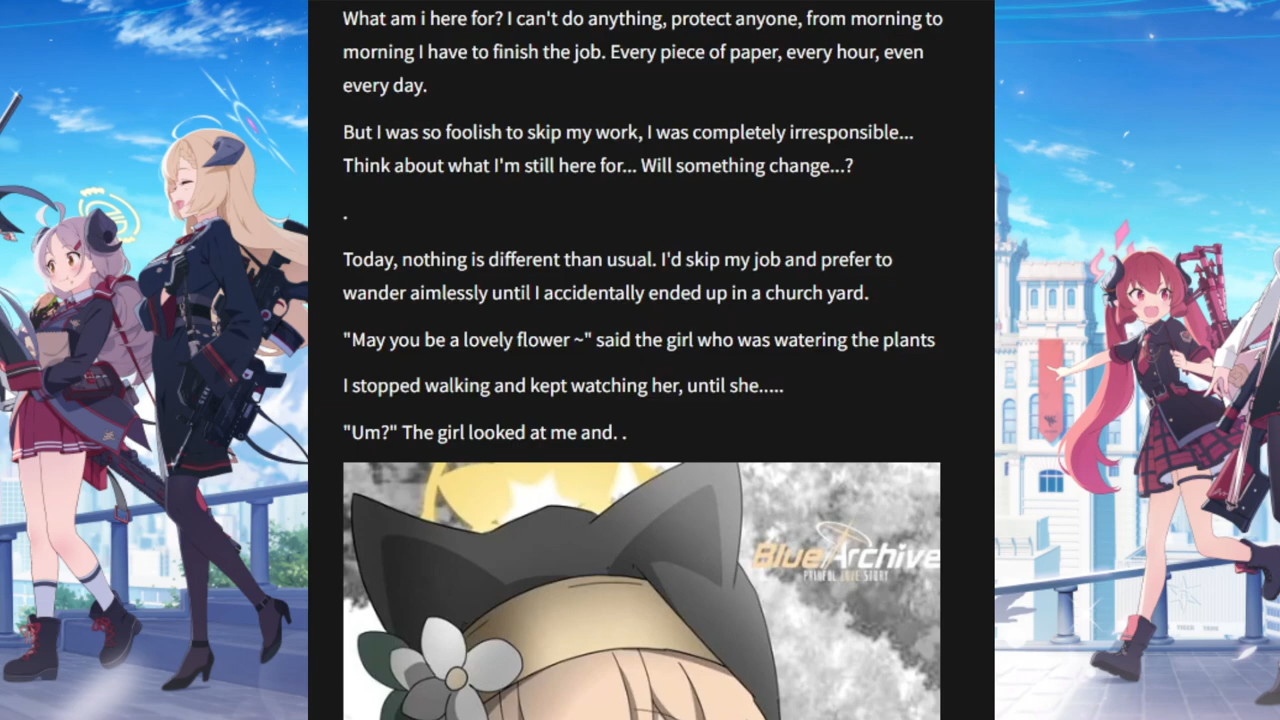 What am i here for? I can't do anything, protect anyone, from morning to
morning I have to finish the job. Every piece of paper, every hour, even
every day.
But I was so foolish to skip my work, I was completely irresponsible...
Think about what I'm still here for... Will something change...?
.
Today, nothing is different than usual. I'd skip my job and prefer to
wander aimlessly until I accidentally ended up in a church yard.
"May you be a lovely flower ~" said the girl who was watering the plants
I stopped walking and kept watching her, until she.....
"Um?" The girl looked at me and. .
Blue Archive
STORY